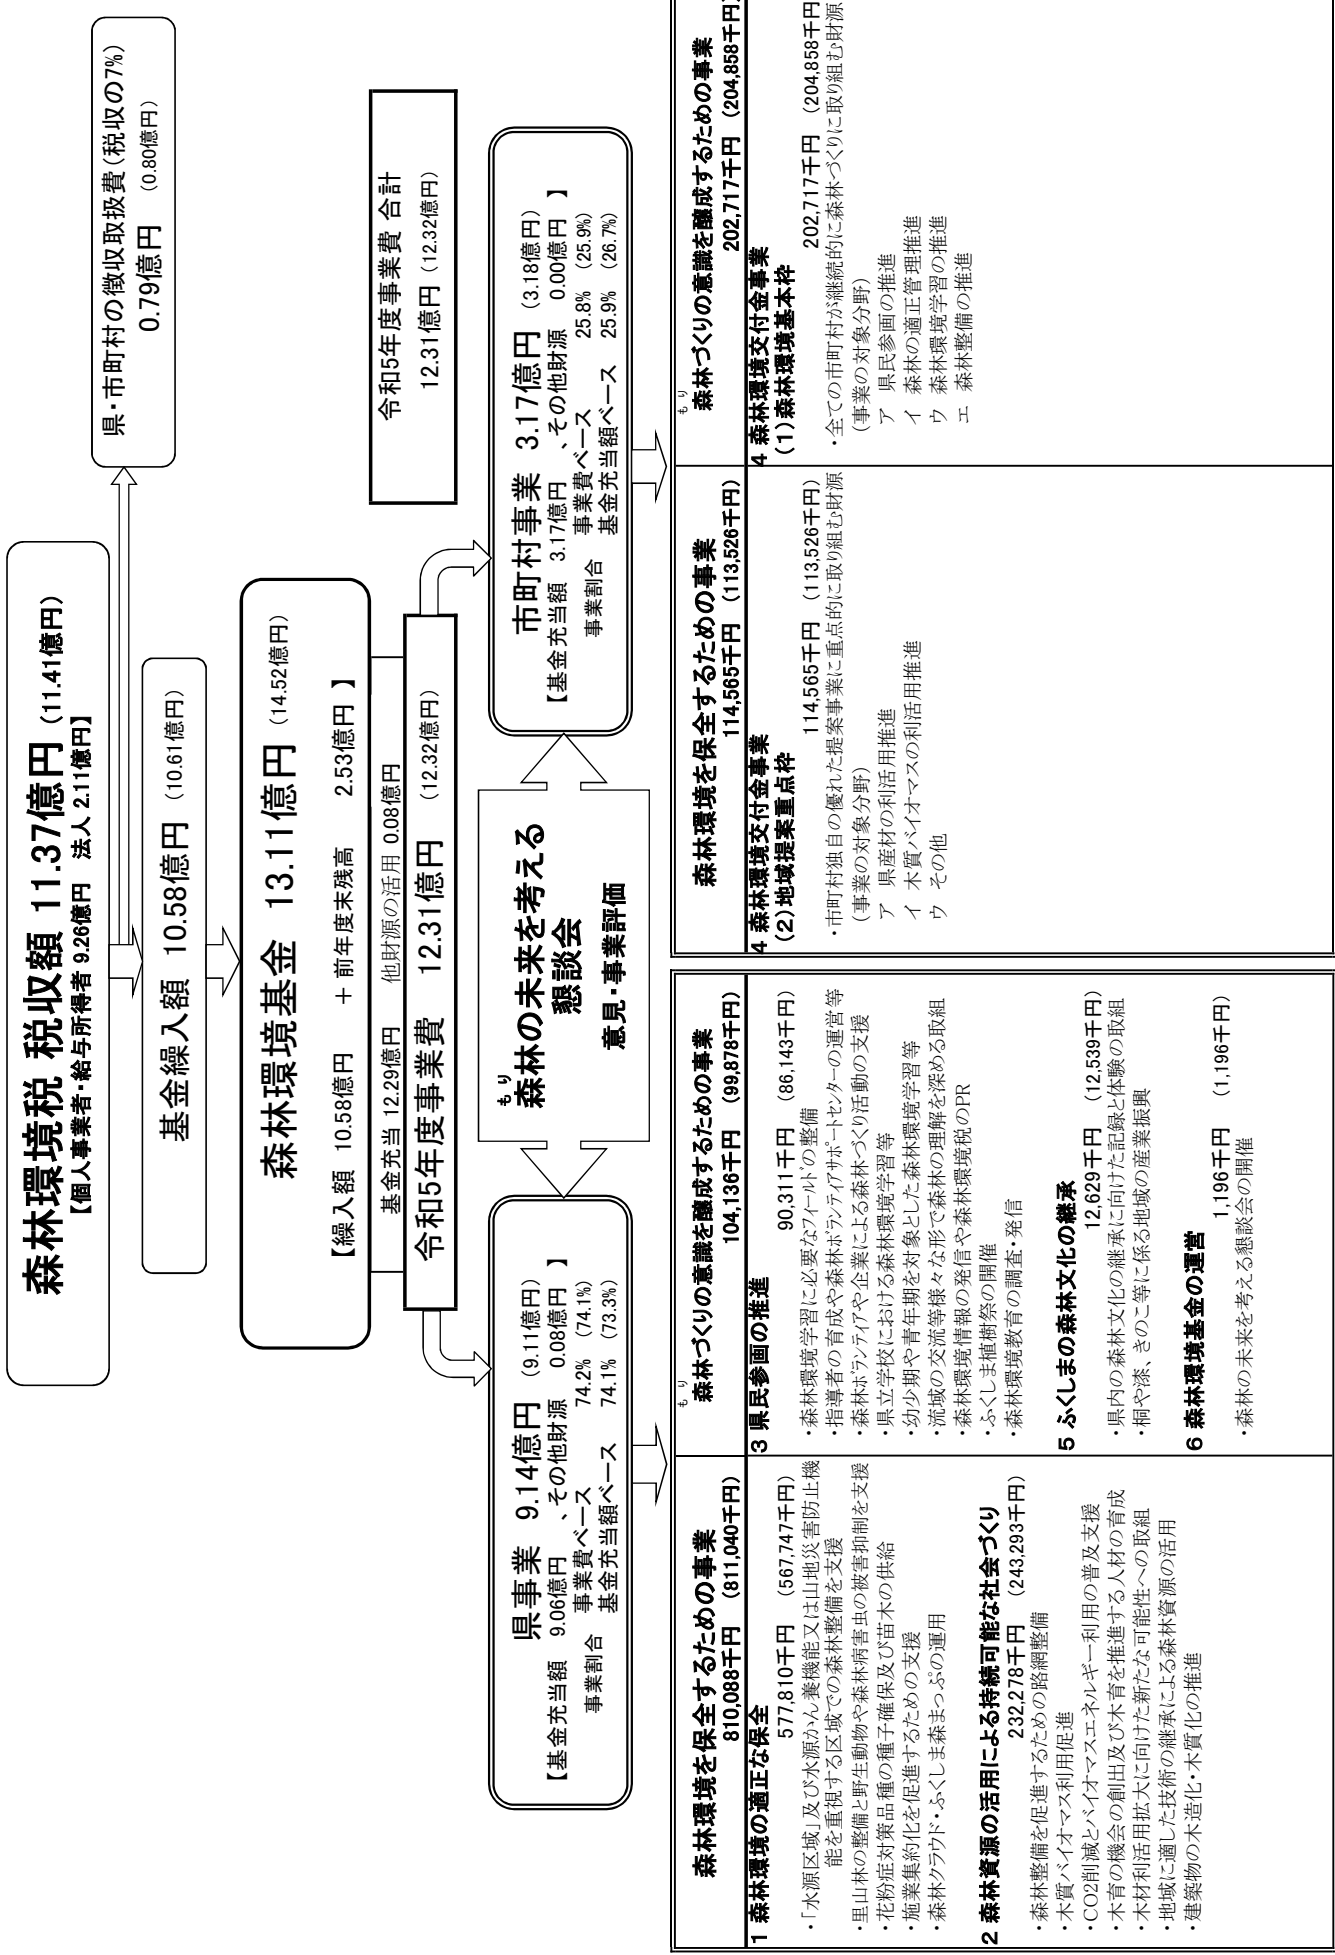 森林環境税 税収額 11.37億円 (11.41億円)
【個人事業者・給与所得者 9.26億円 法人 2.11億円】
県・市町村の徴収取扱費(税収の7%)
0.79億円 (0.80億円)
基金繰入額 10.58億円 (10.61億円)
森林環境基金 13.11億円 (14.52億円)
【繰入額 10.58億円 + 前年度末残高 2.53億円 】
基金充当 12.29億円 他財源の活用 0.08億円
令和5年度事業費 12.31億円 (12.32億円)
令和5年度事業費 合計
12.31億円 (12.32億円)
県事業 9.14億円 (9.11億円)
【基金充当額 9.06億円 、その他財源 0.08億円 】
事業割合 事業費ベース 74.2% (74.1%)
基金充当額ベース 74.1% (73.3%)
もり
森林の未来を考える
懇談会
意見・事業評価
市町村事業 3.17億円 (3.18億円)
【基金充当額 3.17億円 、その他財源 0.00億円 】
事業割合 事業費ベース 25.8% (25.9%)
基金充当額ベース 25.9% (26.7%)
森林環境を保全するための事業
810,088千円 (811,040千円)
1 森林環境の適正な保全
577,810千円 (567,747千円)
・「水源区域」及び水源かん養機能又は山地災害防止機
能を重視する区域での森林整備を支援
・里山林の整備と野生動物や森林病害虫の被害抑制を支援
・花粉症対策品種の種子確保及び苗木の供給
・施業集約化を促進するための支援
・森林クラウド・ふくしま森まっぷの運用
2 森林資源の活用による持続可能な社会づくり
232,278千円 (243,293千円)
・森林整備を促進するための路網整備
・木質バイオマス利用促進
・CO2削減とバイオマスエネルギー利用の普及支援
・木育の機会の創出及び木育を推進する人材の育成
・木材利活用拡大に向けた新たな可能性への取組
・地域に適した技術の継承による森林資源の活用
・建築物の木造化・木質化の推進
もり
森林づくりの意識を醸成するための事業
104,136千円 (99,878千円)
3 県民参画の推進
90,311千円 (86,143千円)
・森林環境学習に必要なフィールドの整備
・指導者の育成や森林ボランティアサポートセンターの運営等
・森林ボランティアや企業による森林づくり活動の支援
・県立学校における森林環境学習等
・幼少期や青年期を対象とした森林環境学習等
・流域の交流等様々な形で森林の理解を深める取組
・森林環境情報の発信や森林環境税のPR
・ふくしま植樹祭の開催
・森林環境教育の調査・発信
5 ふくしまの森林文化の継承
12,629千円 (12,539千円)
・県内の森林文化の継承に向けた記録と体験の取組
・桐や漆、きのこ等に係る地域の産業振興
6 森林環境基金の運営
1,196千円 (1,196千円)
・森林の未来を考える懇談会の開催
森林環境を保全するための事業
114,565千円 (113,526千円)
4 森林環境交付金事業
(2)地域提案重点枠
114,565千円 (113,526千円)
・市町村独自の優れた提案事業に重点的に取り組む財源
(事業の対象分野)
ア 県産材の利活用推進
イ 木質バイオマスの利活用推進
ウ その他
もり
森林づくりの意識を醸成するための事業
202,717千円 (204,858千円)
4 森林環境交付金事業
(1)森林環境基本枠
202,717千円 (204,858千円
・全ての市町村が継続的に森林づくりに取り組む財源
(事業の対象分野)
ア 県民参画の推進
イ 森林の適正管理推進
ウ 森林環境学習の推進
エ 森林整備の推進